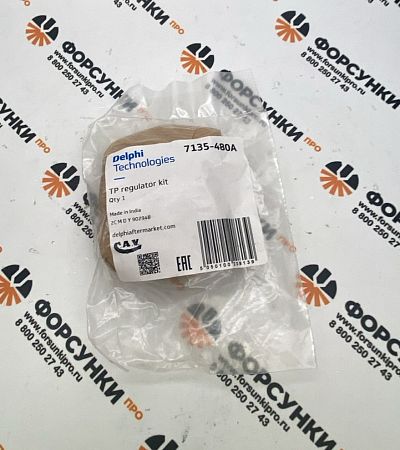 Delphi
Technologies
7135-480A
TP regulator kit
Qty 1
Made in India
delphiaftermarket.com
CAV
EAC
ФОРСУНКИ ПРО
www.forsunkipro.ru
8 800 250 27 43